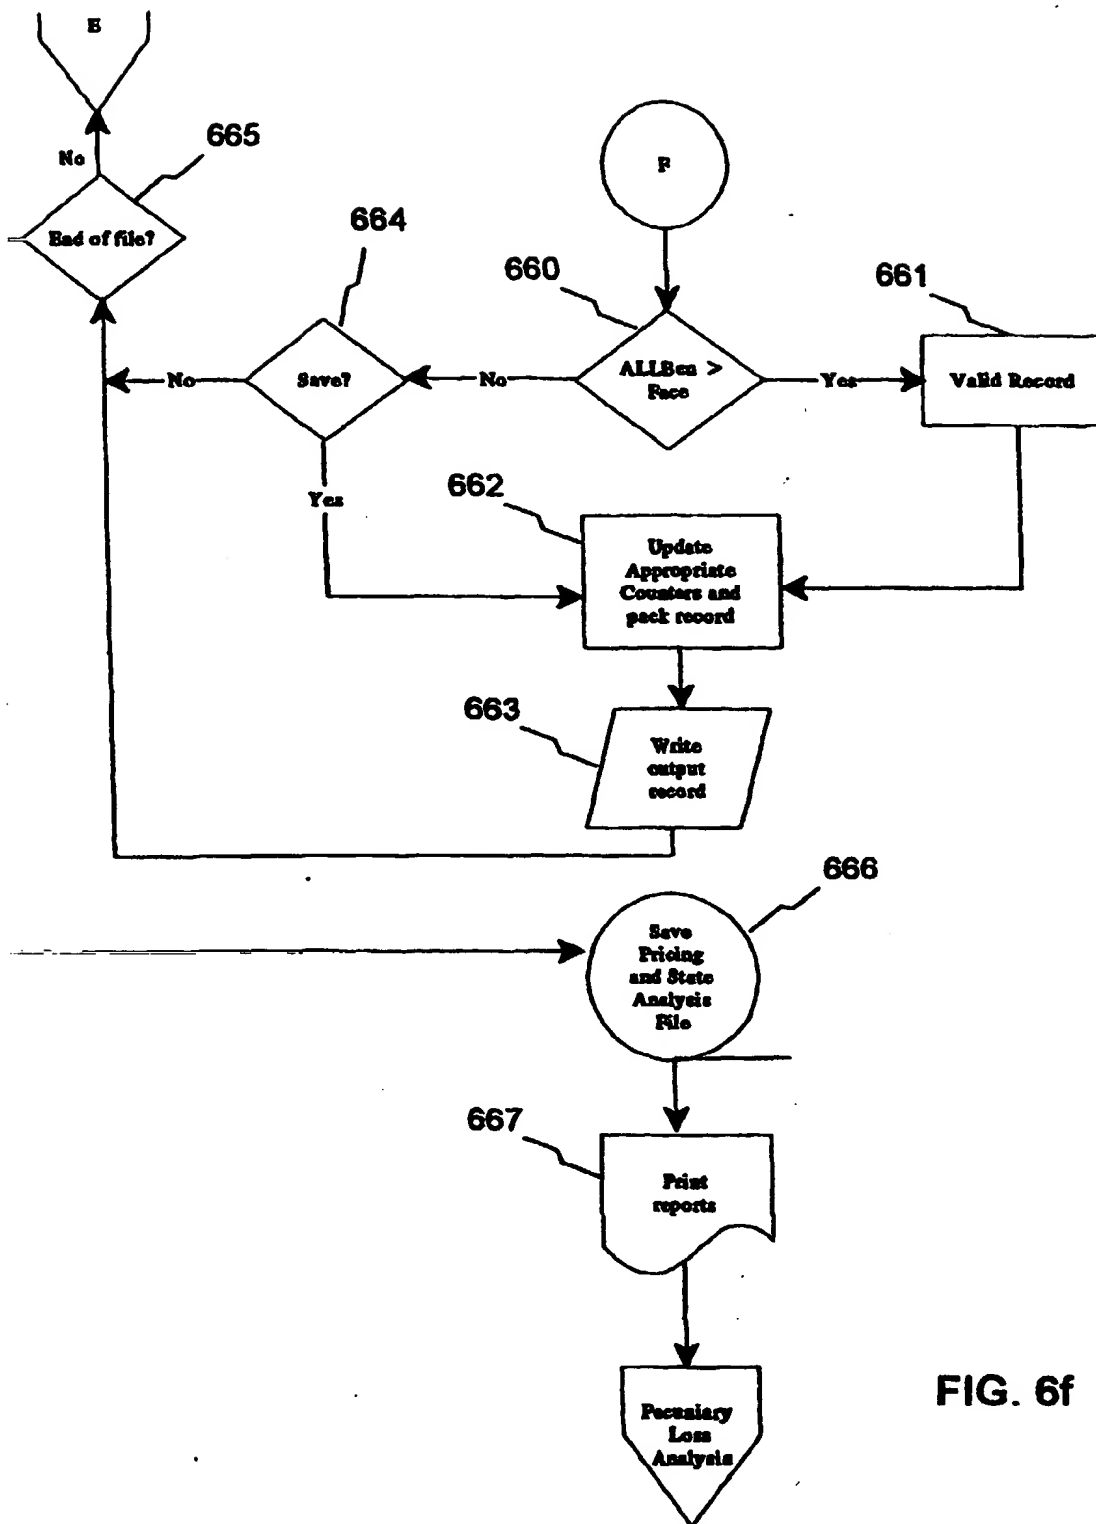 E
No
665
End of file?
664
F
660
661
ALLBen >
Face
Yes
Valid Record
No
Save?
No
Yes
662
Update
Appropriate
Counters and
pack record
663
Write
output
record
666
Save
Pricing
and State
Analysis
File
667
Print
reports
Pecuniary
Loss
Analysis
FIG. 6f